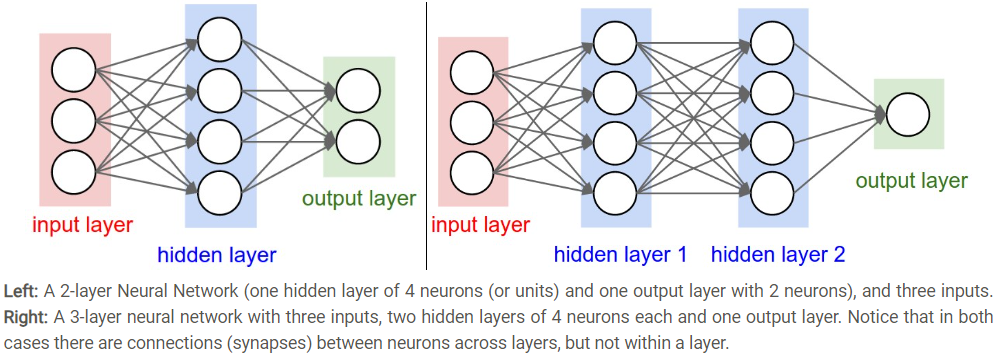 input layer
hidden layer
output layer
input layer
hidden layer 1
hidden layer 2
output layer
Left: A 2-layer Neural Network (one hidden layer of 4 neurons (or units) and one output layer with 2 neurons), and three inputs.
Right: A 3-layer neural network with three inputs, two hidden layers of 4 neurons each and one output layer. Notice that in both
cases there are connections (synapses) between neurons across layers, but not within a layer.